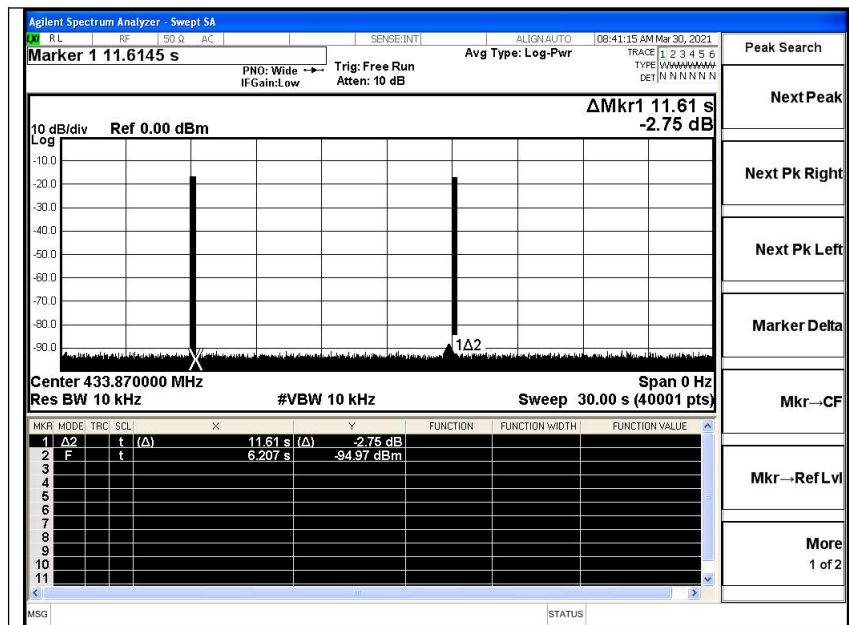 Agilent Spectrum Analyzer - Swept SA
LXI RL RF 50 Ω AC SENSE:INT ALIGN AUTO 08:41:15 AM Mar 30, 2021
Marker 1 11.6145 s
PNO: Wide
IFGain:Low
Trig: Free Run
Atten: 10 dB
Avg Type: Log-Pwr
TRACE 1 2 3 4 5 6
TYPE WWWWWW
DET N N N N N N
Peak Search
ΔMkr1 11.61 s
-2.75 dB
10 dB/div Ref 0.00 dBm
Log
-10.0
-20.0
-30.0
-40.0
-50.0
-60.0
-70.0
-80.0
-90.0
1Δ2
Center 433.870000 MHz Span 0 Hz
Res BW 10 kHz #VBW 10 kHz Sweep 30.00 s (40001 pts)
MKR MODE TRC SCL X Y FUNCTION FUNCTION WIDTH FUNCTION VALUE
1 Δ2 t (Δ) 11.61 s (Δ) -2.75 dB
2 F t 6.207 s -94.97 dBm
3
4
5
6
7
8
9
10
11
MSG STATUS
Next Peak
Next Pk Right
Next Pk Left
Marker Delta
Mkr→CF
Mkr→Ref Lvl
More
1 of 2